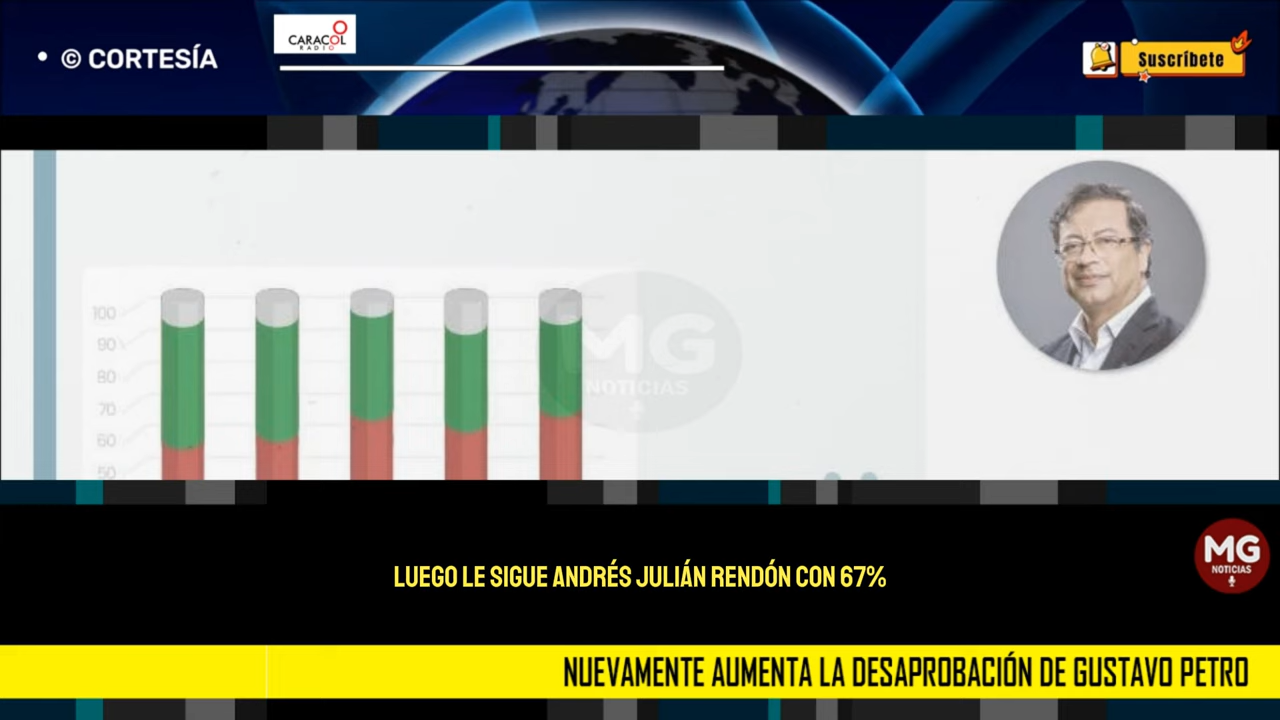 © CORTESÍA
CARACOL
RADIO
Suscríbete
100
90
80
70
60
50
MG
NOTICIAS
LUEGO LE SIGUE ANDRÉS JULIÁN RENDÓN CON 67%
MG
NOTICIAS
NUEVAMENTE AUMENTA LA DESAPROBACIÓN DE GUSTAVO PETRO